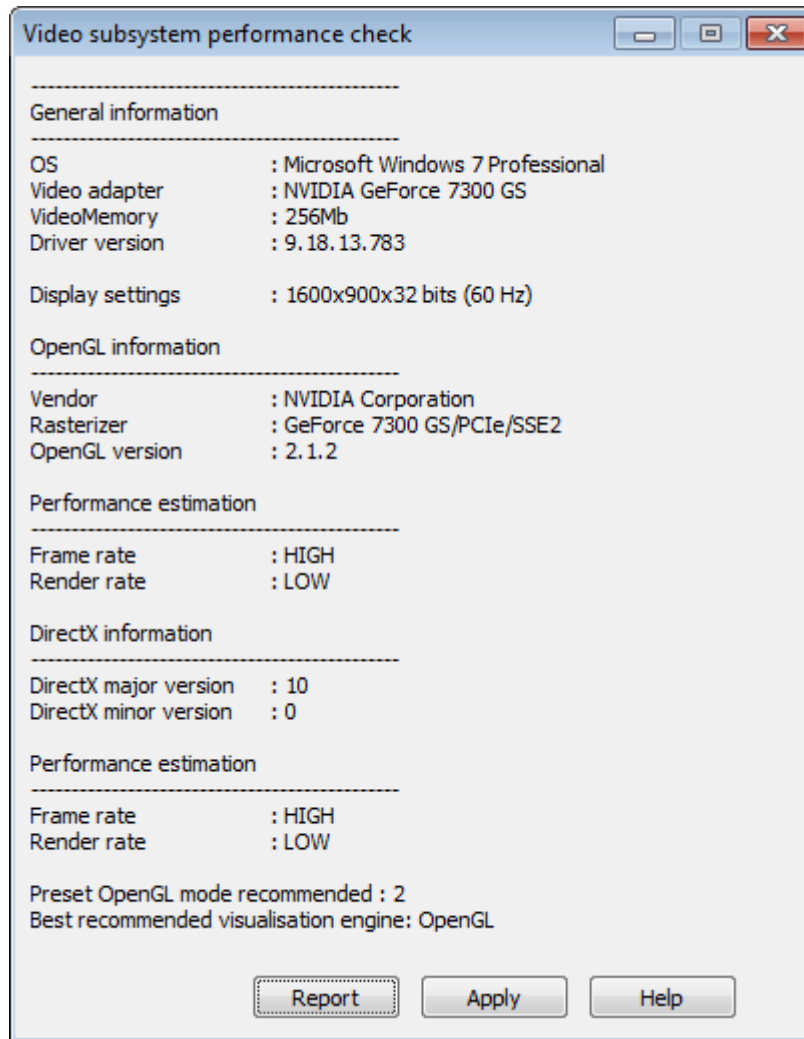 Video subsystem performance check
----------------------------------------------
General information
----------------------------------------------
OS : Microsoft Windows 7 Professional
Video adapter : NVIDIA GeForce 7300 GS
VideoMemory : 256Mb
Driver version : 9.18.13.783
Display settings : 1600x900x32 bits (60 Hz)
OpenGL information
----------------------------------------------
Vendor : NVIDIA Corporation
Rasterizer : GeForce 7300 GS/PCIe/SSE2
OpenGL version : 2.1.2
Performance estimation
----------------------------------------------
Frame rate : HIGH
Render rate : LOW
DirectX information
----------------------------------------------
DirectX major version : 10
DirectX minor version : 0
Performance estimation
----------------------------------------------
Frame rate : HIGH
Render rate : LOW
Preset OpenGL mode recommended : 2
Best recommended visualisation engine: OpenGL
Report Apply Help